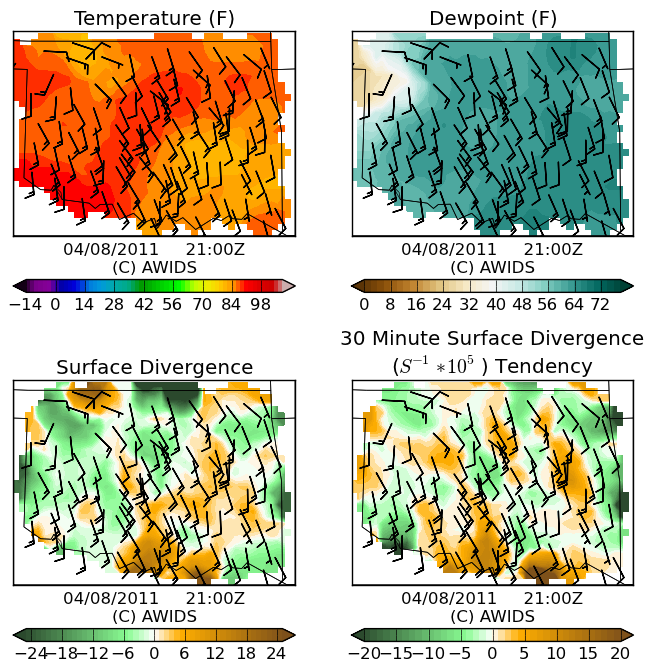 Temperature (F)
Dewpoint (F)
04/08/2011 21:00Z
(C) AWIDS
04/08/2011 21:00Z
(C) AWIDS
−14 0 14 28 42 56 70 84 98
0 8 16 24 32 40 48 56 64 72
Surface Divergence
30 Minute Surface Divergence
(S⁻¹ *10⁵ ) Tendency
04/08/2011 21:00Z
(C) AWIDS
04/08/2011 21:00Z
(C) AWIDS
−24 −18 −12 −6 0 6 12 18 24
−20 −15 −10 −5 0 5 10 15 20